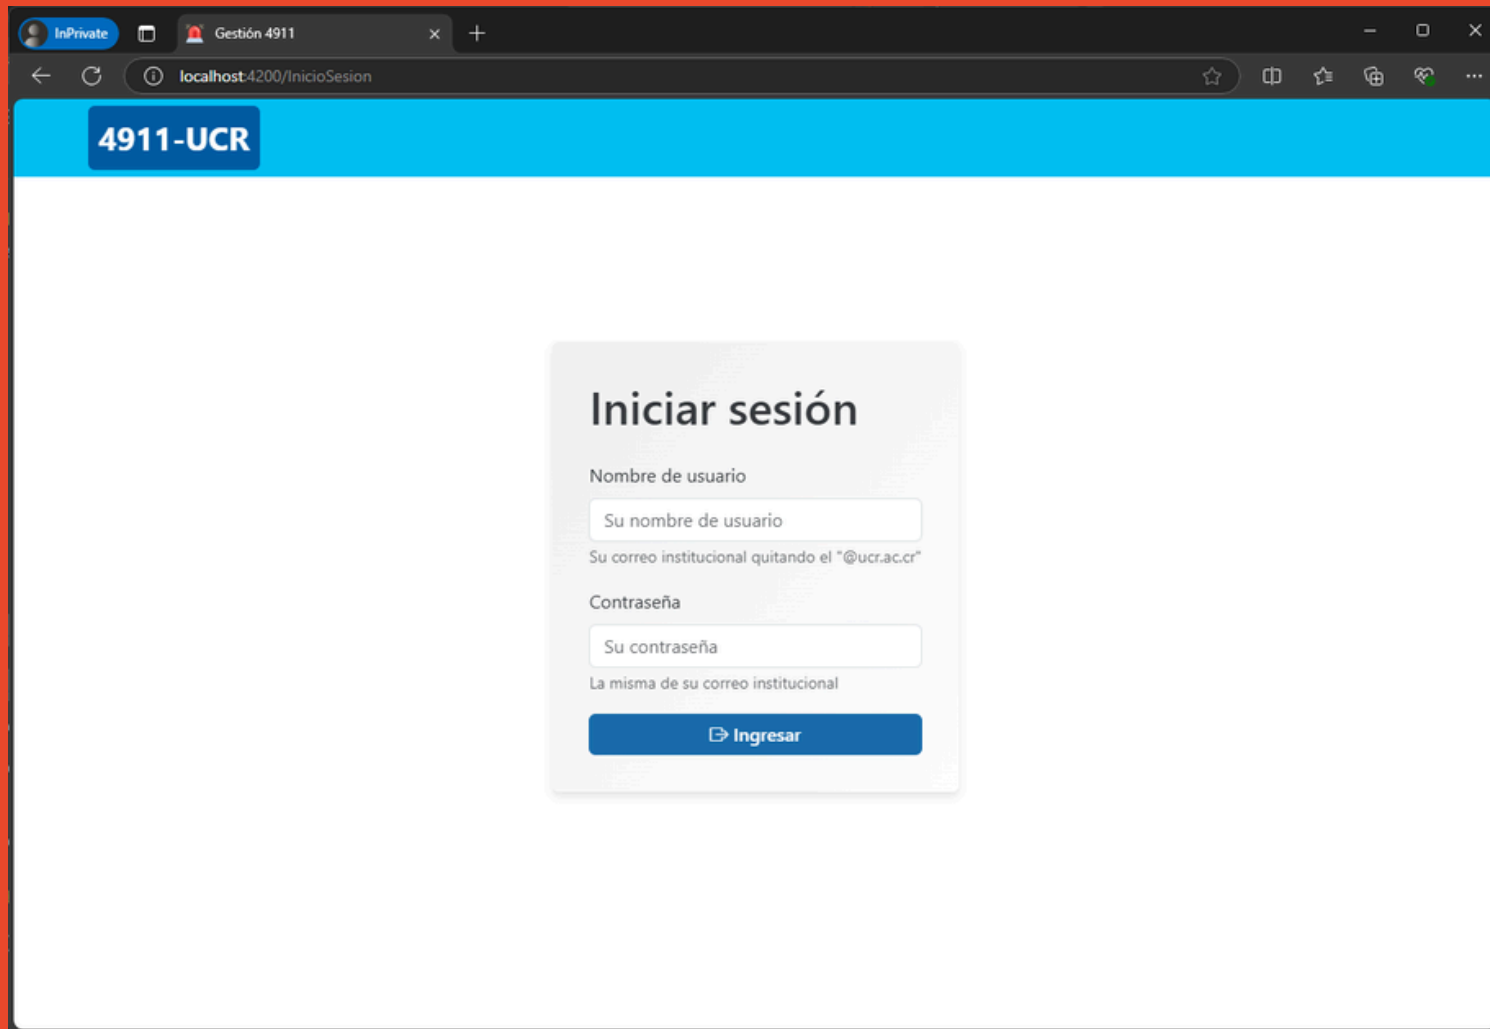 InPrivate
Gestión 4911
localhost:4200/InicioSesion
4911-UCR
Iniciar sesión
Nombre de usuario
Su nombre de usuario
Su correo institucional quitando el "@ucr.ac.cr"
Contraseña
Su contraseña
La misma de su correo institucional
Ingresar